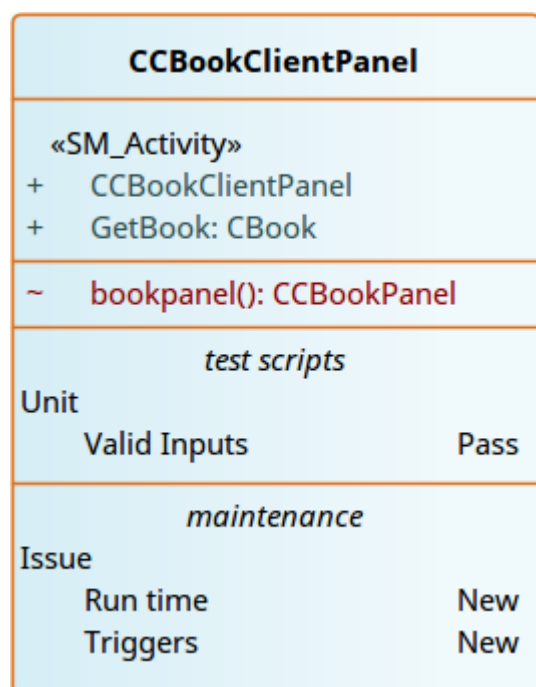 CCBookClientPanel
«SM_Activity»
+ CCBookClientPanel
+ GetBook: CBook
~ bookpanel(): CCBookPanel
test scripts
Unit
Valid Inputs Pass
maintenance
Issue
Run time New
Triggers New